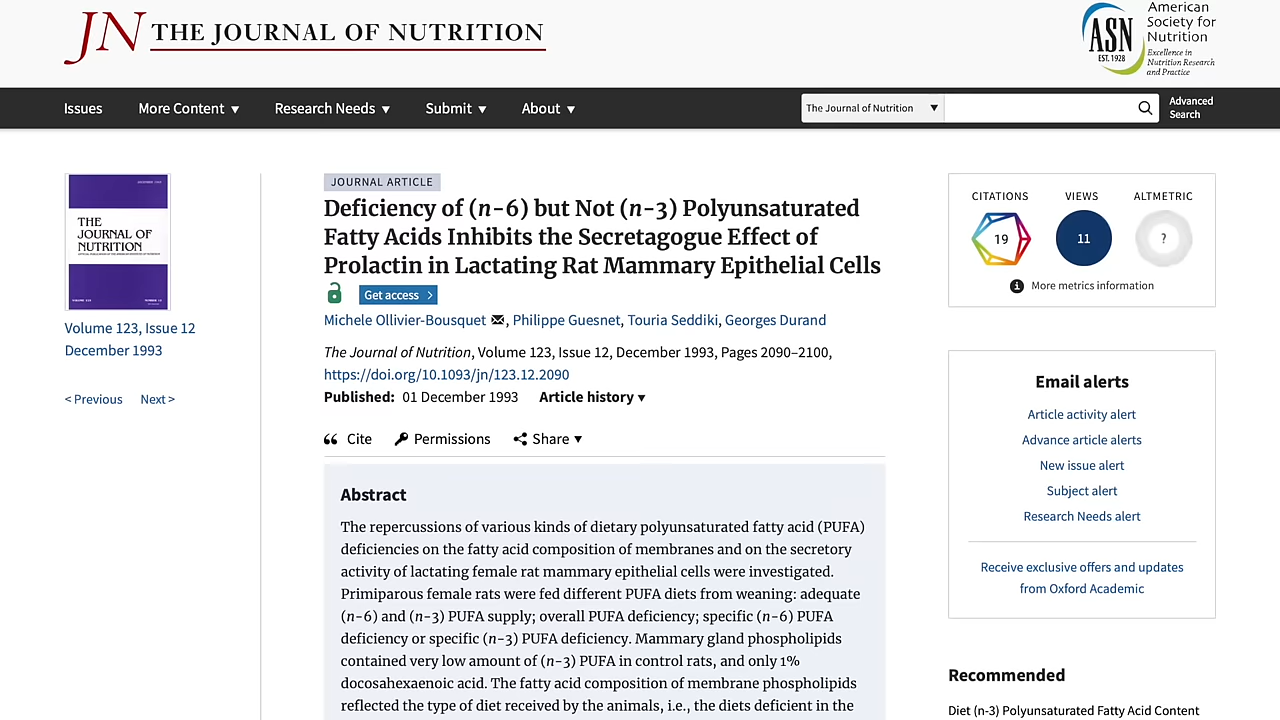 JN THE JOURNAL OF NUTRITION
ASN
EST. 1928
American
Society for
Nutrition
Excellence in
Nutrition Research
and Practice
Issues More Content ▼ Research Needs ▼ Submit ▼ About ▼
The Journal of Nutrition ▼
Advanced
Search
THE
JOURNAL OF
NUTRITION
Volume 123, Issue 12
December 1993
< Previous Next >
JOURNAL ARTICLE
Deficiency of (n-6) but Not (n-3) Polyunsaturated
Fatty Acids Inhibits the Secretagogue Effect of
Prolactin in Lactating Rat Mammary Epithelial Cells
Get access >
Michele Ollivier-Bousquet, Philippe Guesnet, Touria Seddiki, Georges Durand
The Journal of Nutrition, Volume 123, Issue 12, December 1993, Pages 2090–2100,
https://doi.org/10.1093/jn/123.12.2090
Published: 01 December 1993 Article history ▼
Cite Permissions Share ▼
Abstract
The repercussions of various kinds of dietary polyunsaturated fatty acid (PUFA)
deficiencies on the fatty acid composition of membranes and on the secretory
activity of lactating female rat mammary epithelial cells were investigated.
Primiparous female rats were fed different PUFA diets from weaning: adequate
(n-6) and (n-3) PUFA supply; overall PUFA deficiency; specific (n-6) PUFA
deficiency or specific (n-3) PUFA deficiency. Mammary gland phospholipids
contained very low amount of (n-3) PUFA in control rats, and only 1%
docosahexaenoic acid. The fatty acid composition of membrane phospholipids
reflected the type of diet received by the animals, i.e., the diets deficient in the
CITATIONS VIEWS ALTMETRIC
19 11 ?
More metrics information
Email alerts
Article activity alert
Advance article alerts
New issue alert
Subject alert
Research Needs alert
Receive exclusive offers and updates
from Oxford Academic
Recommended
Diet (n-3) Polyunsaturated Fatty Acid Content